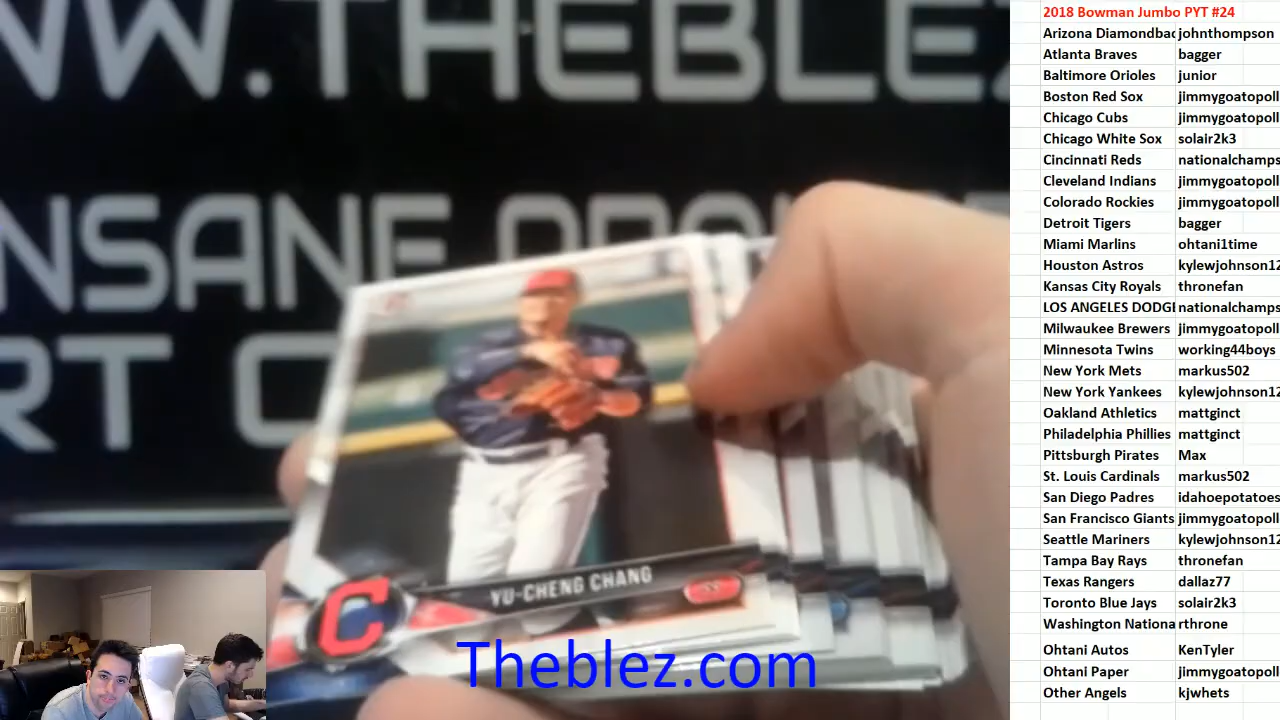 WW.THEBLEZ
INSANE
RT C
YU-CHENG CHANG
C
Theblez.com
2018 Bowman Jumbo PYT #24
Arizona Diamondbac johnthompson
Atlanta Braves bagger
Baltimore Orioles junior
Boston Red Sox jimmygoatopoll
Chicago Cubs jimmygoatopoll
Chicago White Sox solair2k3
Cincinnati Reds nationalchamps
Cleveland Indians jimmygoatopoll
Colorado Rockies jimmygoatopoll
Detroit Tigers bagger
Miami Marlins ohtani1time
Houston Astros kylewjohnson12
Kansas City Royals thronefan
LOS ANGELES DODGE nationalchamps
Milwaukee Brewers jimmygoatopoll
Minnesota Twins working44boys
New York Mets markus502
New York Yankees kylewjohnson12
Oakland Athletics mattginct
Philadelphia Phillies mattginct
Pittsburgh Pirates Max
St. Louis Cardinals markus502
San Diego Padres idahoepotatoes
San Francisco Giants jimmygoatopoll
Seattle Mariners kylewjohnson12
Tampa Bay Rays thronefan
Texas Rangers dallaz77
Toronto Blue Jays solair2k3
Washington Nationa rthrone
Ohtani Autos KenTyler
Ohtani Paper jimmygoatopoll
Other Angels kjwhets